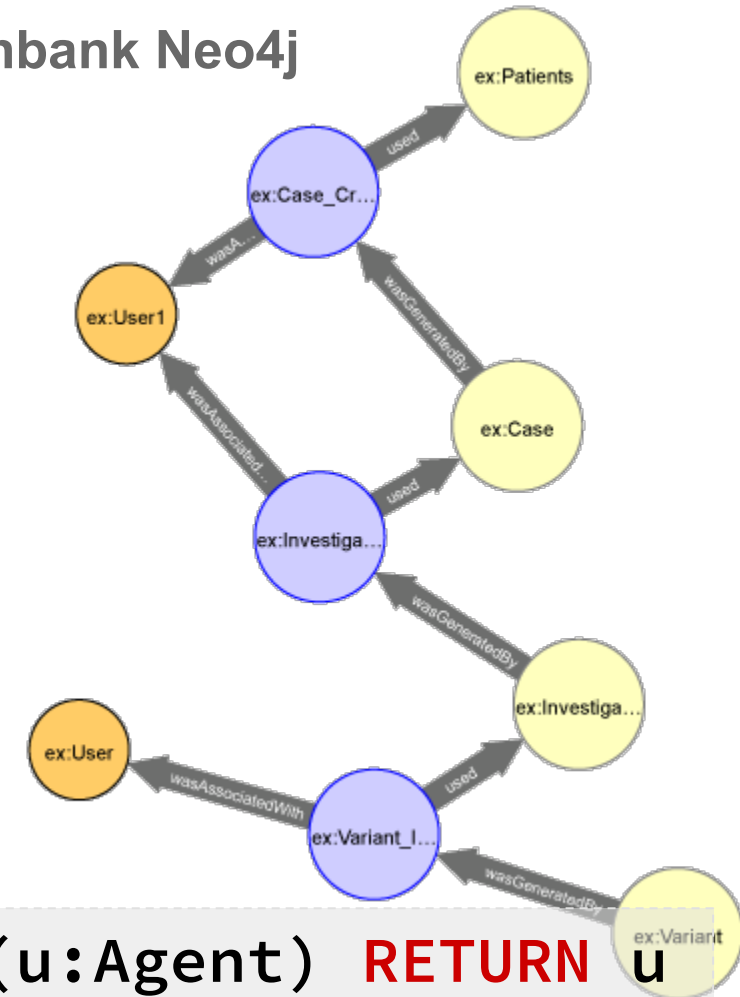 nbank Neo4j
ex:Patients
used
ex:Case_Cr...
wasA...
ex:User1
wasGeneratedBy
wasAssociated...
ex:Case
used
ex:Investiga...
wasGeneratedBy
ex:Investiga...
ex:User
used
wasAssociatedWith
ex:Variant_I...
wasGeneratedBy
ex:Variant
(u:Agent) RETURN u